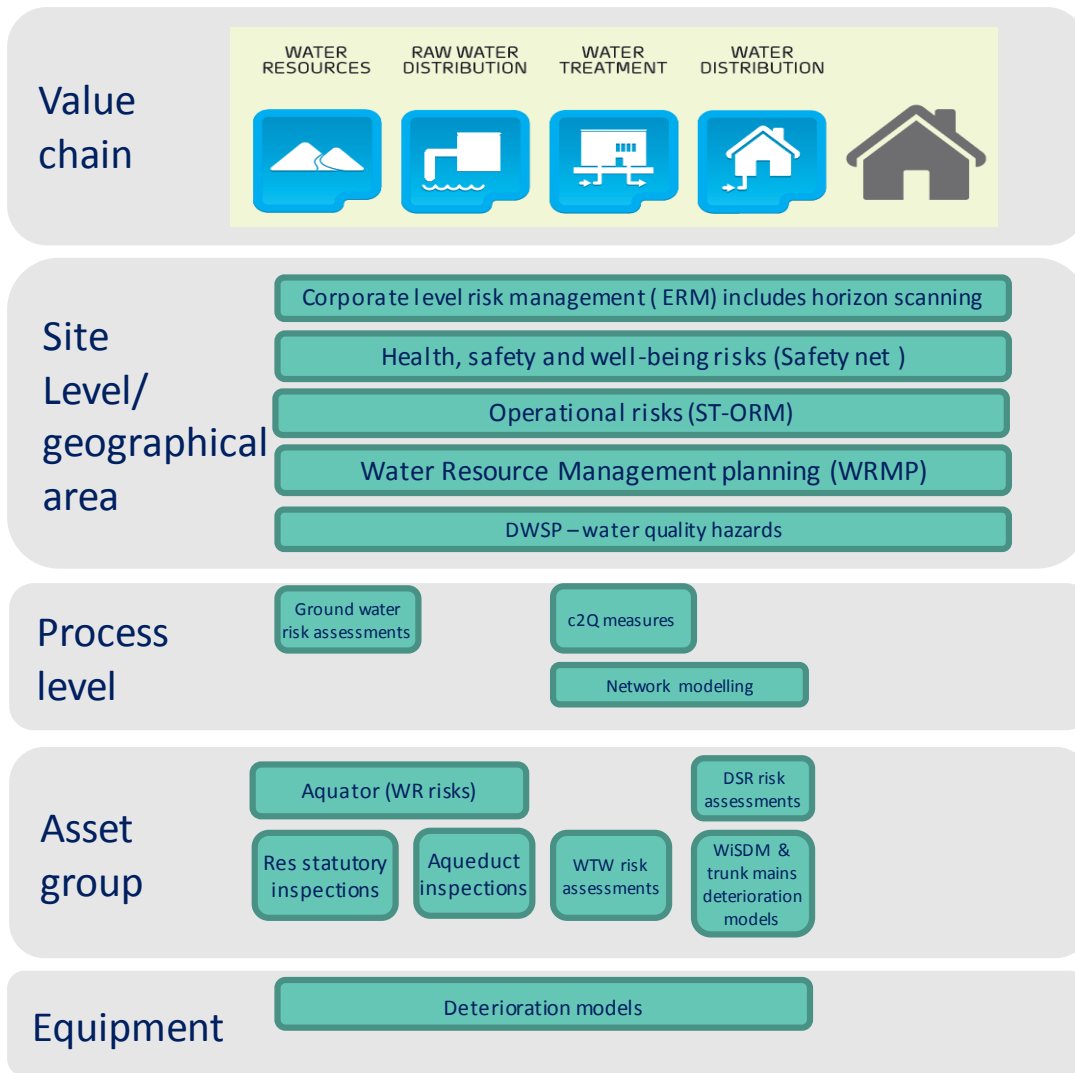 Value
chain
WATER
RESOURCES
RAW WATER
DISTRIBUTION
WATER
TREATMENT
WATER
DISTRIBUTION
Site
Level/
geographical
area
Corporate level risk management ( ERM) includes horizon scanning
Health, safety and well-being risks (Safety net )
Operational risks (ST-ORM)
Water Resource Management planning (WRMP)
DWSP – water quality hazards
Process
level
Ground water
risk assessments
c2Q measures
Network modelling
Asset
group
Aquator (WR risks)
DSR risk
assessments
Res statutory
inspections
Aqueduct
inspections
WTW risk
assessments
WiSDM &
trunk mains
deterioration
models
Equipment
Deterioration models